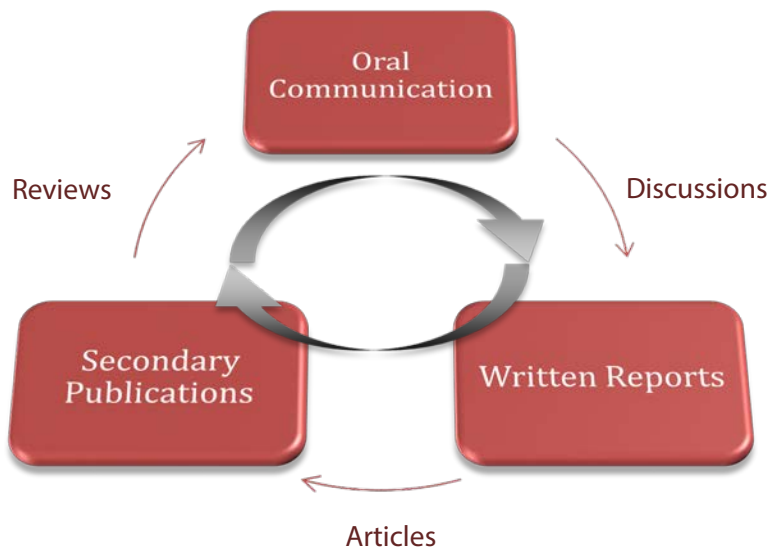 Oral
Communication
Reviews
Discussions
Secondary
Publications
Written Reports
Articles